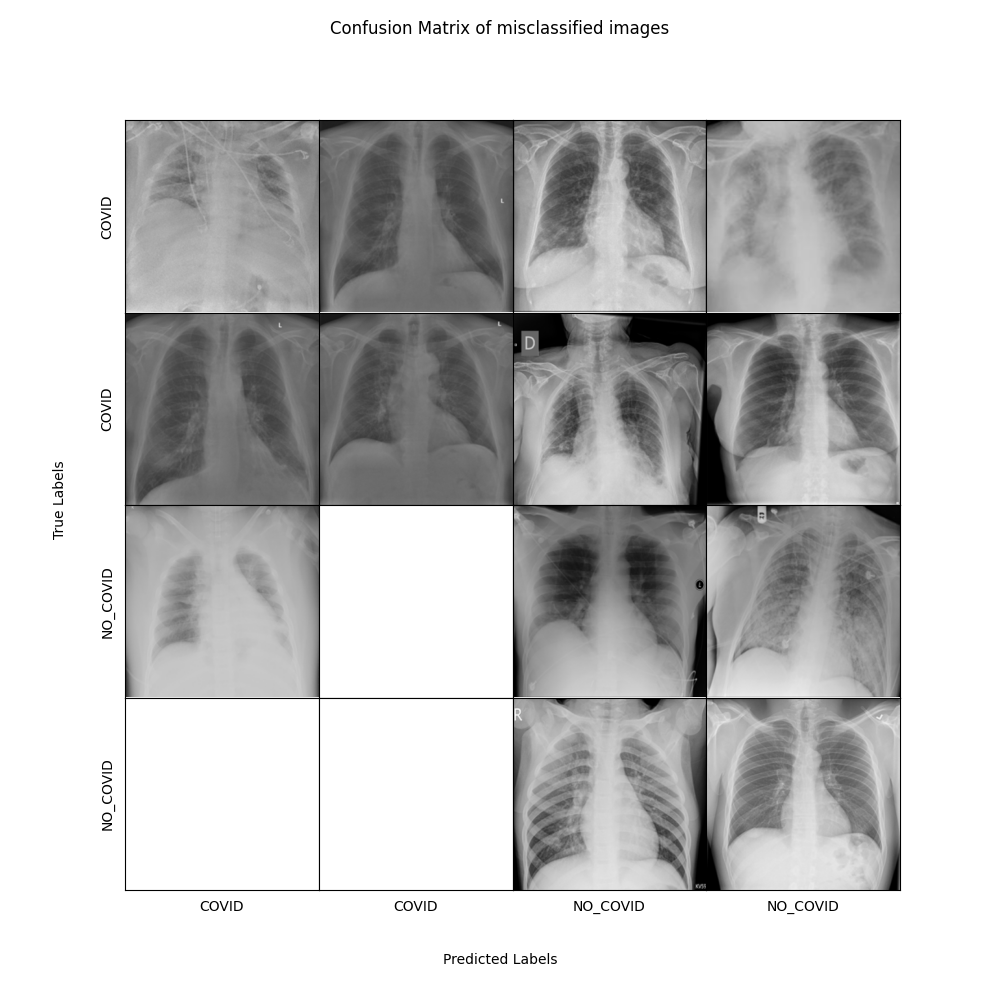 Confusion Matrix of misclassified images
True Labels
COVID
L
COVID
L
L
D
NO_COVID
NO_COVID
R
COVID
COVID
NO_COVID
NO_COVID
Predicted Labels